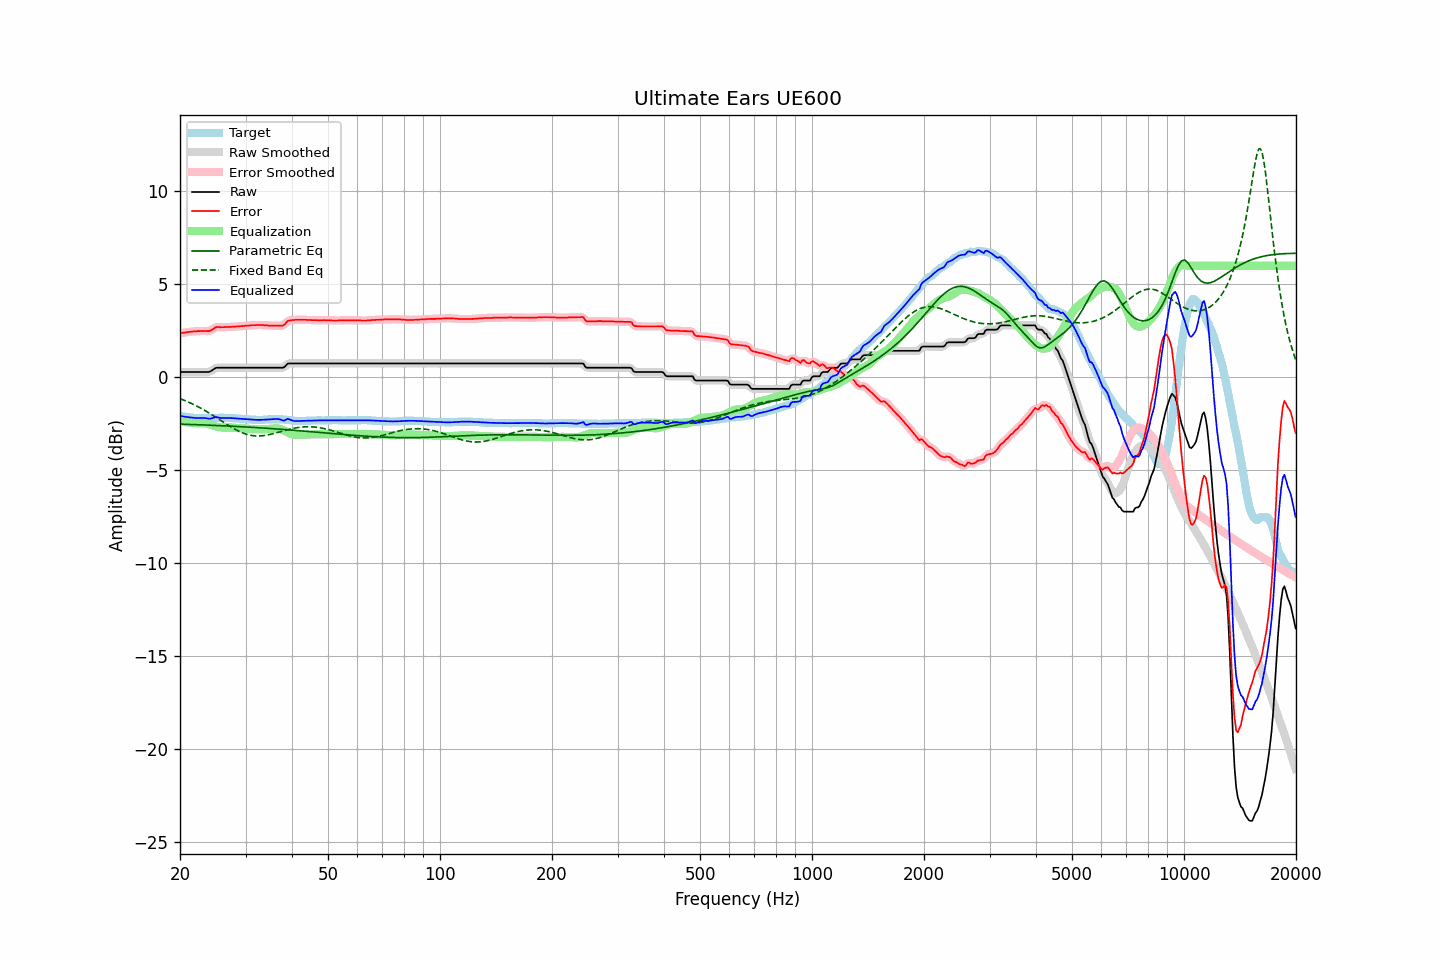 Ultimate Ears UE600
Target
Raw Smoothed
Error Smoothed
Raw
Error
Equalization
Parametric Eq
Fixed Band Eq
Equalized
Amplitude (dBr)
10
5
0
−5
−10
−15
−20
−25
20 50 100 200 500 1000 2000 5000 10000 20000
Frequency (Hz)